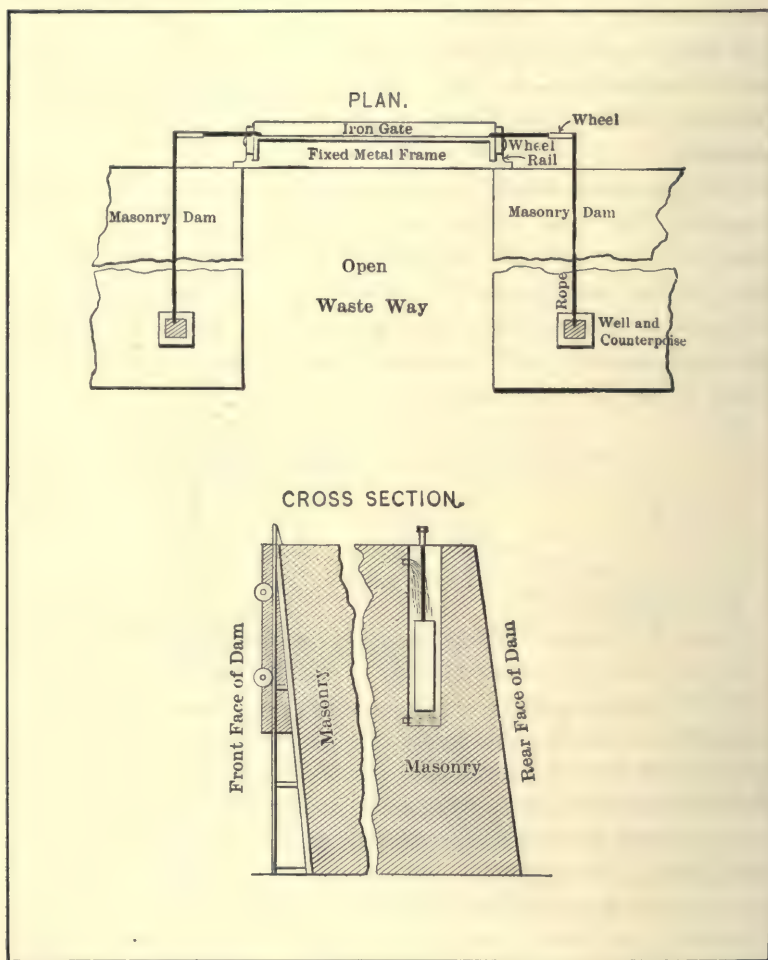 PLAN.
Wheel
Iron Gate
Wheel
Fixed Metal Frame
Rail
Masonry Dam
Masonry Dam
Open
Rope
Waste Way
Well and
Counterpoise
CROSS SECTION.
Front Face of Dam
Masonry
Masonry
Rear Face of Dam